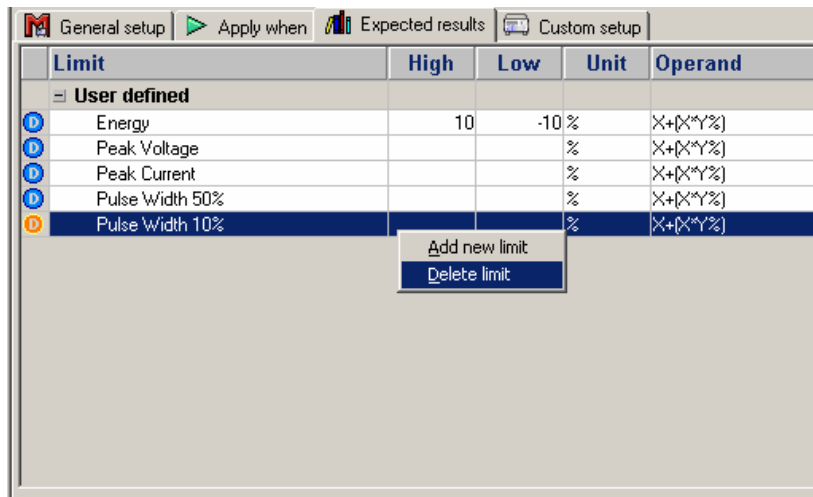 General setup Apply when Expected results Custom setup
Limit High Low Unit Operand
User defined
D Energy 10 -10 % X+(X*Y%)
D Peak Voltage % X+(X*Y%)
D Peak Current % X+(X*Y%)
D Pulse Width 50% % X+(X*Y%)
D Pulse Width 10% % X+(X*Y%)
Add new limit
Delete limit